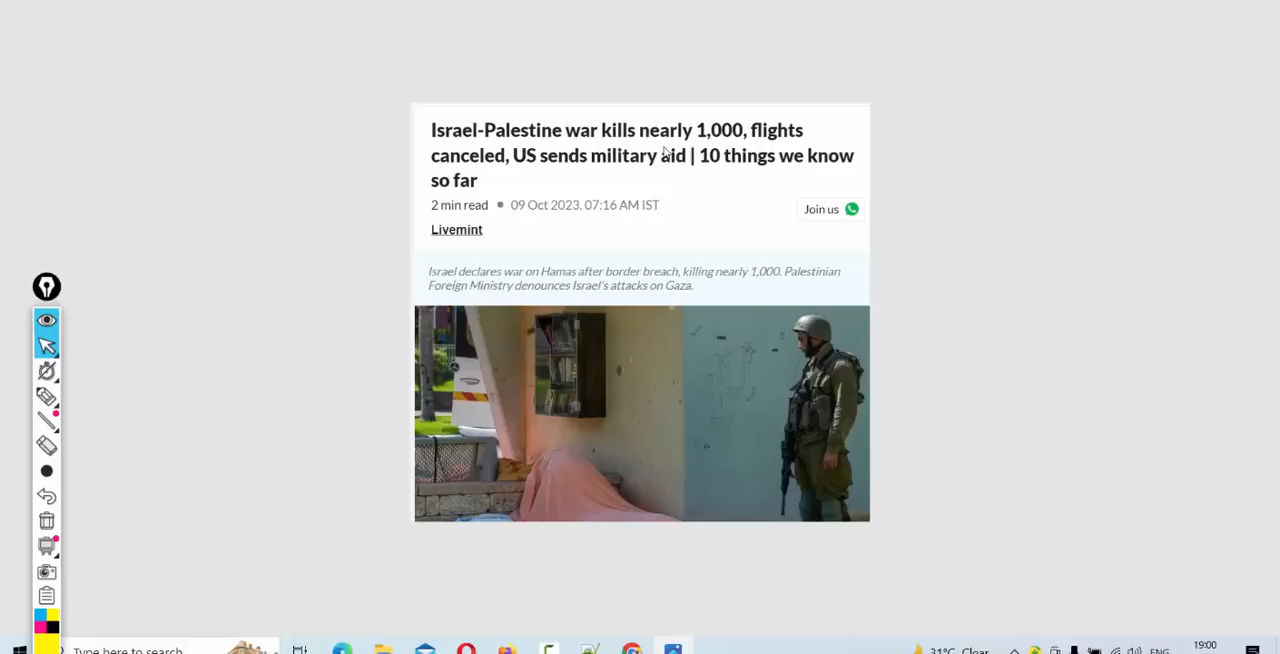 Israel-Palestine war kills nearly 1,000, flights
canceled, US sends military aid | 10 things we know
so far
2 min read • 09 Oct 2023, 07:16 AM IST
Join us
Livemint
Israel declares war on Hamas after border breach, killing nearly 1,000. Palestinian
Foreign Ministry denounces Israel's attacks on Gaza.
Type here to search
31°C Clear
ENG
19:00